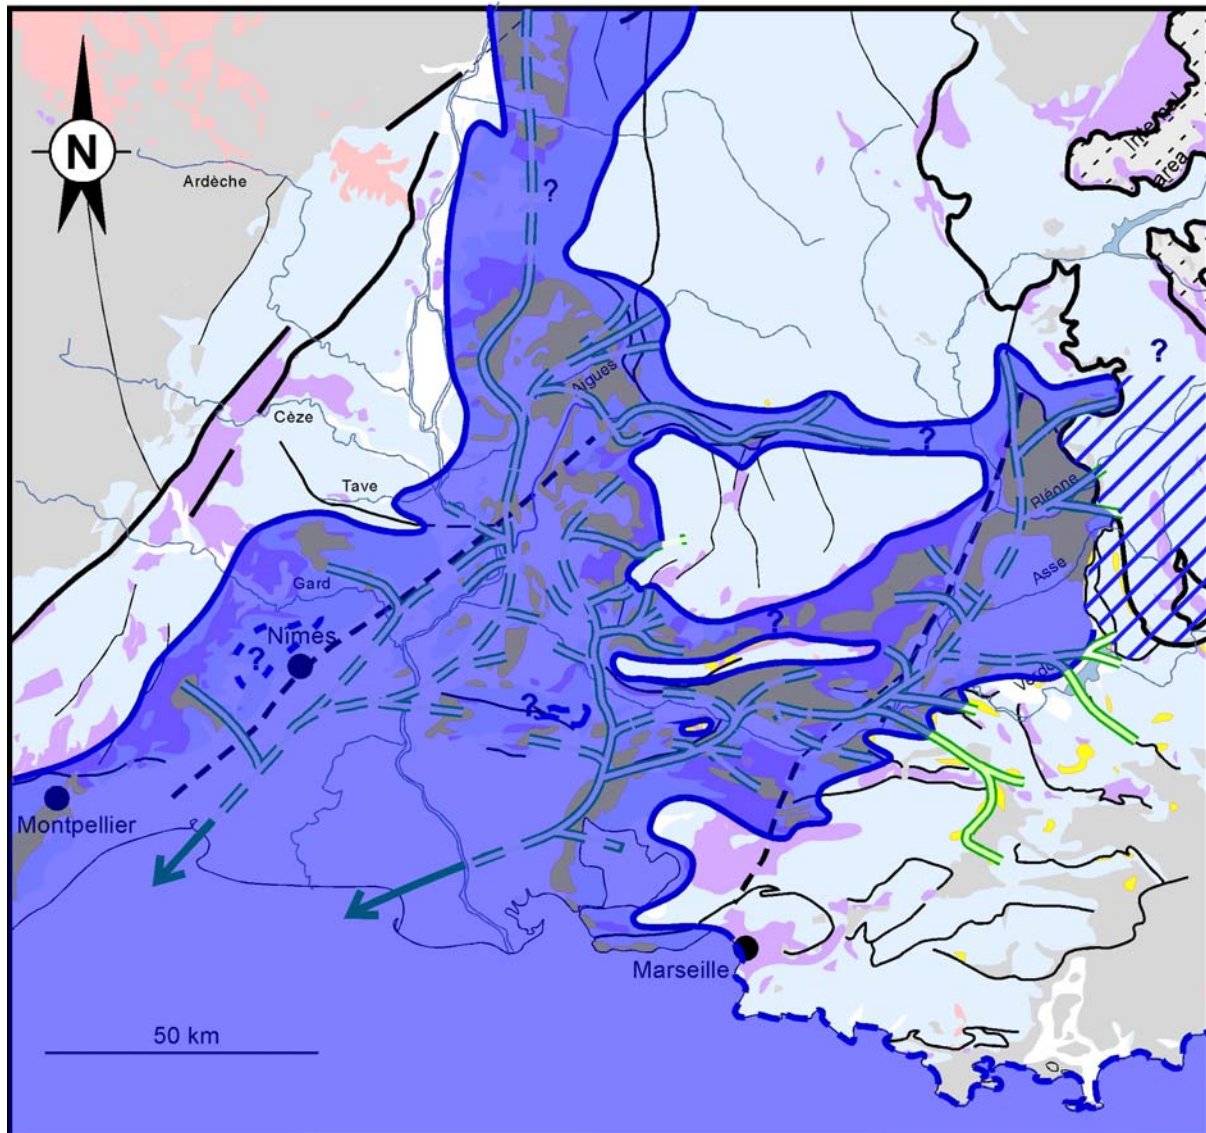 Internal
area
N
Ardèche
?
?
Aigues
Cèze
?
Tave
Bléone
Gard
Asse
?
Nîmes
?
Verdon
?
Montpellier
Marseille
50 km